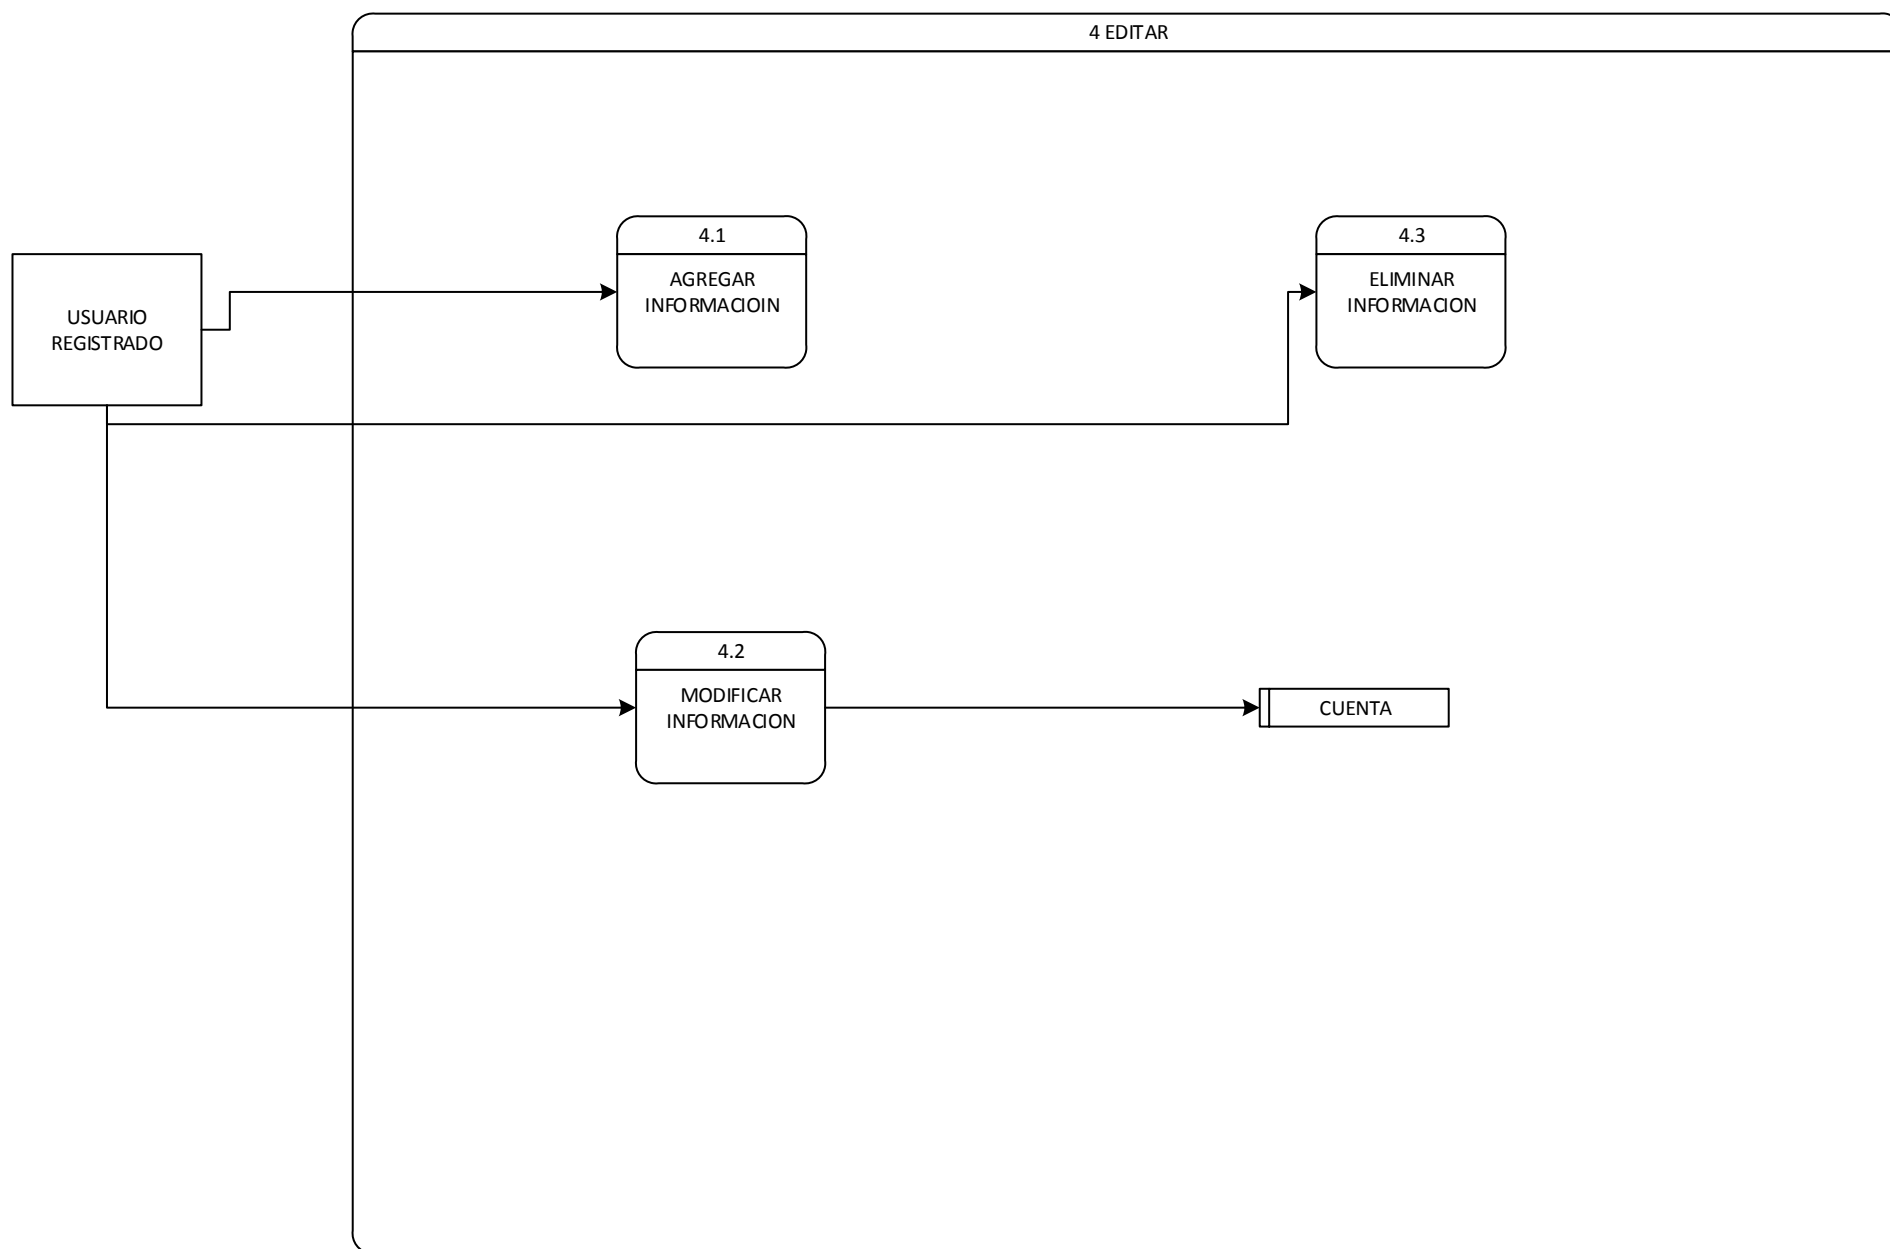 4 EDITAR
4.1
AGREGAR
INFORMACIOIN
4.3
ELIMINAR
INFORMACION
USUARIO
REGISTRADO
4.2
MODIFICAR
INFORMACION
CUENTA